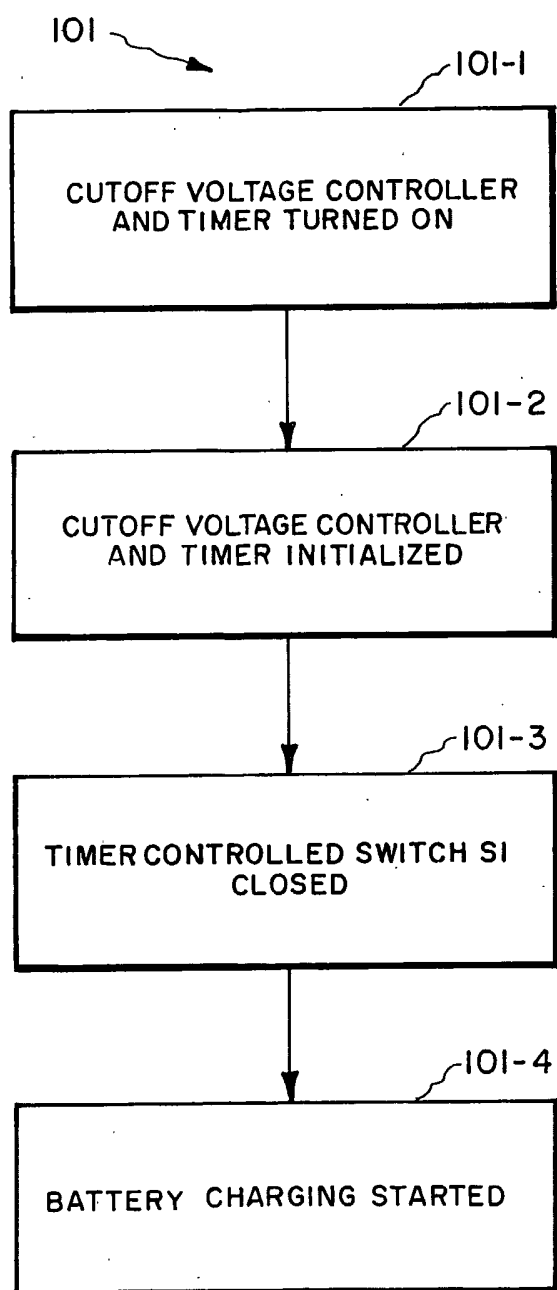 101
101-1
CUTOFF VOLTAGE CONTROLLER
AND TIMER TURNED ON
101-2
CUTOFF VOLTAGE CONTROLLER
AND TIMER INITIALIZED
101-3
TIMER CONTROLLED SWITCH S1
CLOSED
101-4
BATTERY CHARGING STARTED